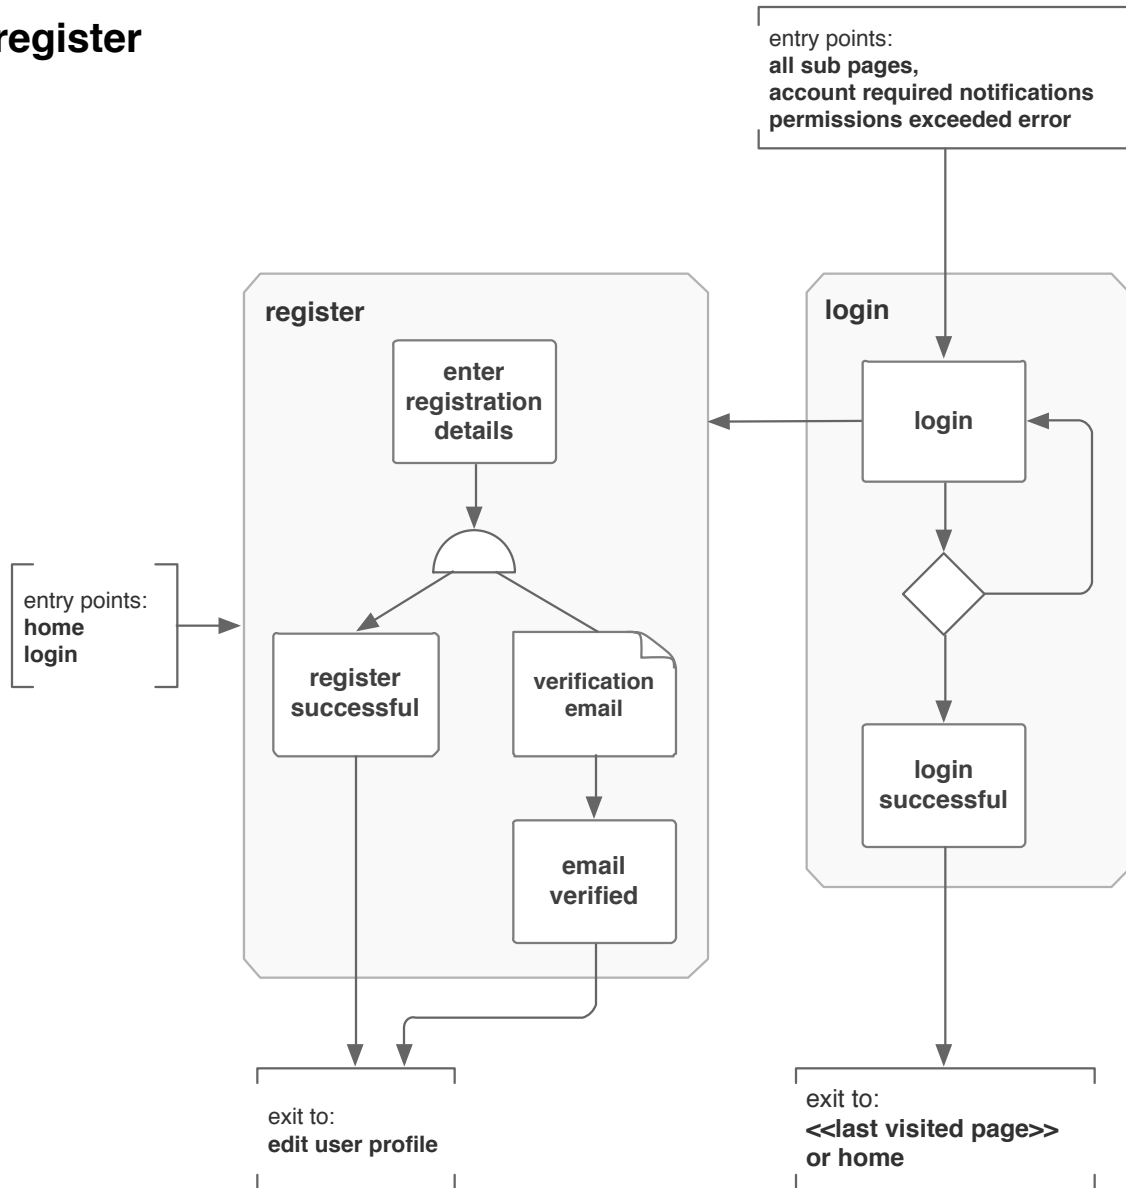 register
entry points:
all sub pages,
account required notifications
permissions exceeded error
register
login
enter
registration
details
login
entry points:
home
login
register
successful
verification
email
login
successful
email
verified
exit to:
edit user profile
exit to:
<<last visited page>>
or home